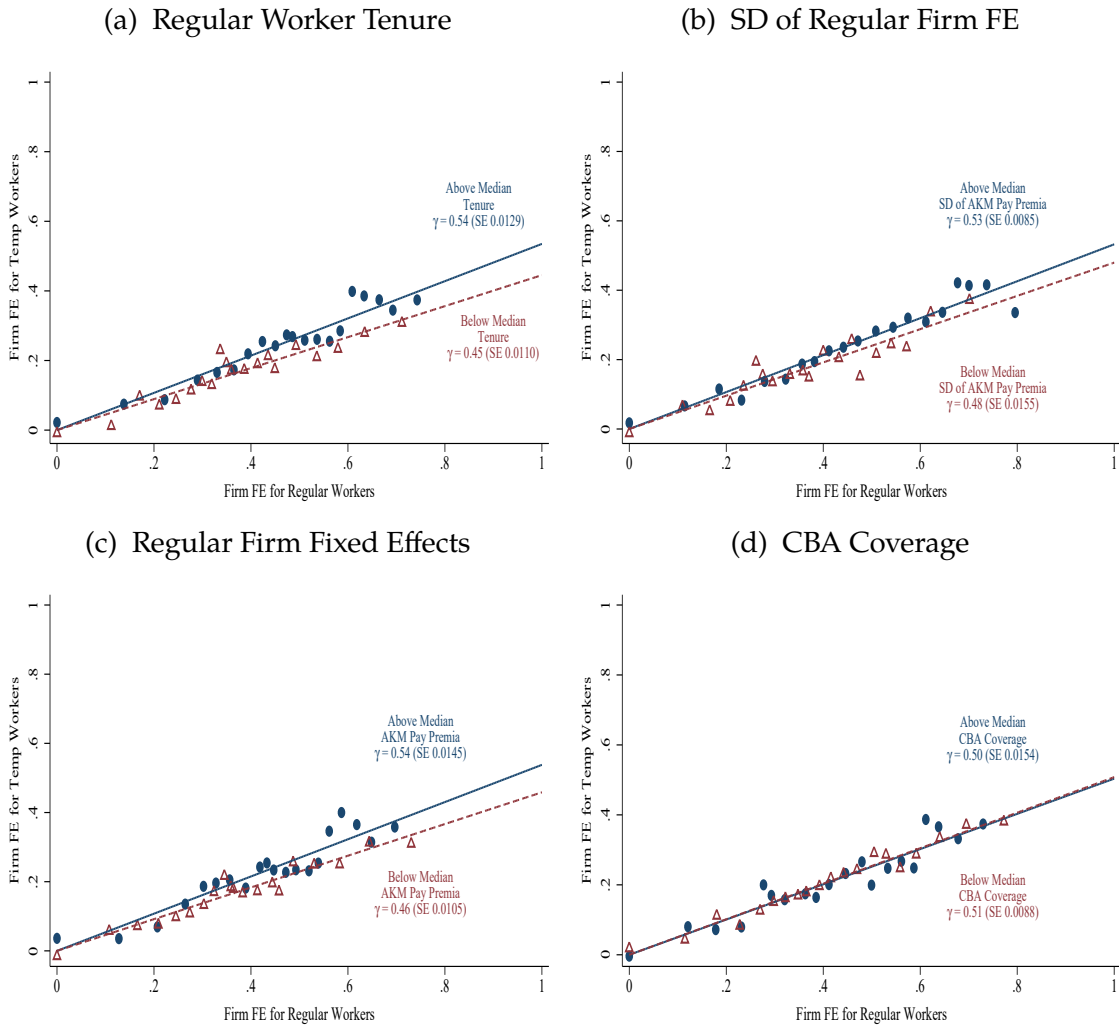 (a) Regular Worker Tenure
Firm FE for Temp Workers
1
.8
.6
.4
.2
0
Above Median
Tenure
γ = 0.54 (SE 0.0129)
Below Median
Tenure
γ = 0.45 (SE 0.0110)
0 .2 .4 .6 .8 1
Firm FE for Regular Workers
(b) SD of Regular Firm FE
Firm FE for Temp Workers
1
.8
.6
.4
.2
0
Above Median
SD of AKM Pay Premia
γ = 0.53 (SE 0.0085)
Below Median
SD of AKM Pay Premia
γ = 0.48 (SE 0.0155)
0 .2 .4 .6 .8 1
Firm FE for Regular Workers
(c) Regular Firm Fixed Effects
Firm FE for Temp Workers
1
.8
.6
.4
.2
0
Above Median
AKM Pay Premia
γ = 0.54 (SE 0.0145)
Below Median
AKM Pay Premia
γ = 0.46 (SE 0.0105)
0 .2 .4 .6 .8 1
Firm FE for Regular Workers
(d) CBA Coverage
Firm FE for Temp Workers
1
.8
.6
.4
.2
0
Above Median
CBA Coverage
γ = 0.50 (SE 0.0154)
Below Median
CBA Coverage
γ = 0.51 (SE 0.0088)
0 .2 .4 .6 .8 1
Firm FE for Regular Workers